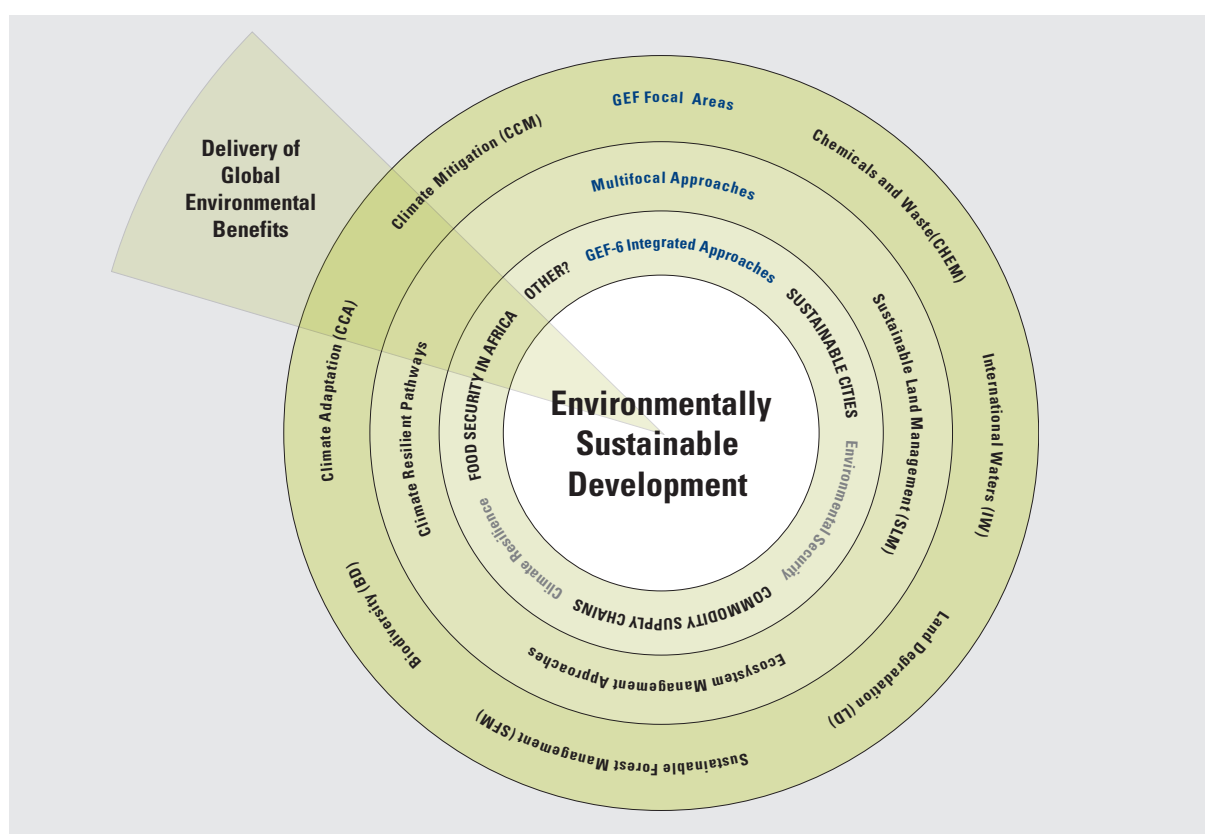 Delivery of
Global
Environmental
Benefits
GEF Focal Areas
Chemicals and Waste(CHEM)
International Waters (IW)
Land Degradation (LD)
Sustainable Forest Management (SFM)
Biodiversity (BD)
Climate Adaptation (CCA)
Climate Mitigation (CCM)
Multifocal Approaches
Sustainable Land Management (SLM)
Ecosystem Management Approaches
Climate Resilient Pathways
GEF-6 Integrated Approaches
SUSTAINABLE CITIES
Environmental Security
COMMODITY SUPPLY CHAINS
Climate Resilience
FOOD SECURITY IN AFRICA
OTHER?
Environmentally
Sustainable
Development